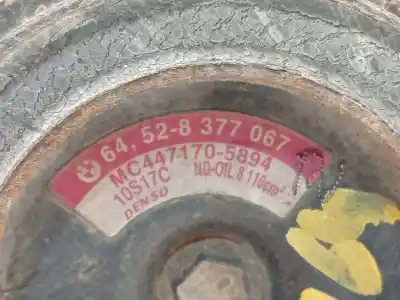 64, 52-8 377 067
MC447170-5894
10S17C ND-OIL 8 110cm³
DENSO